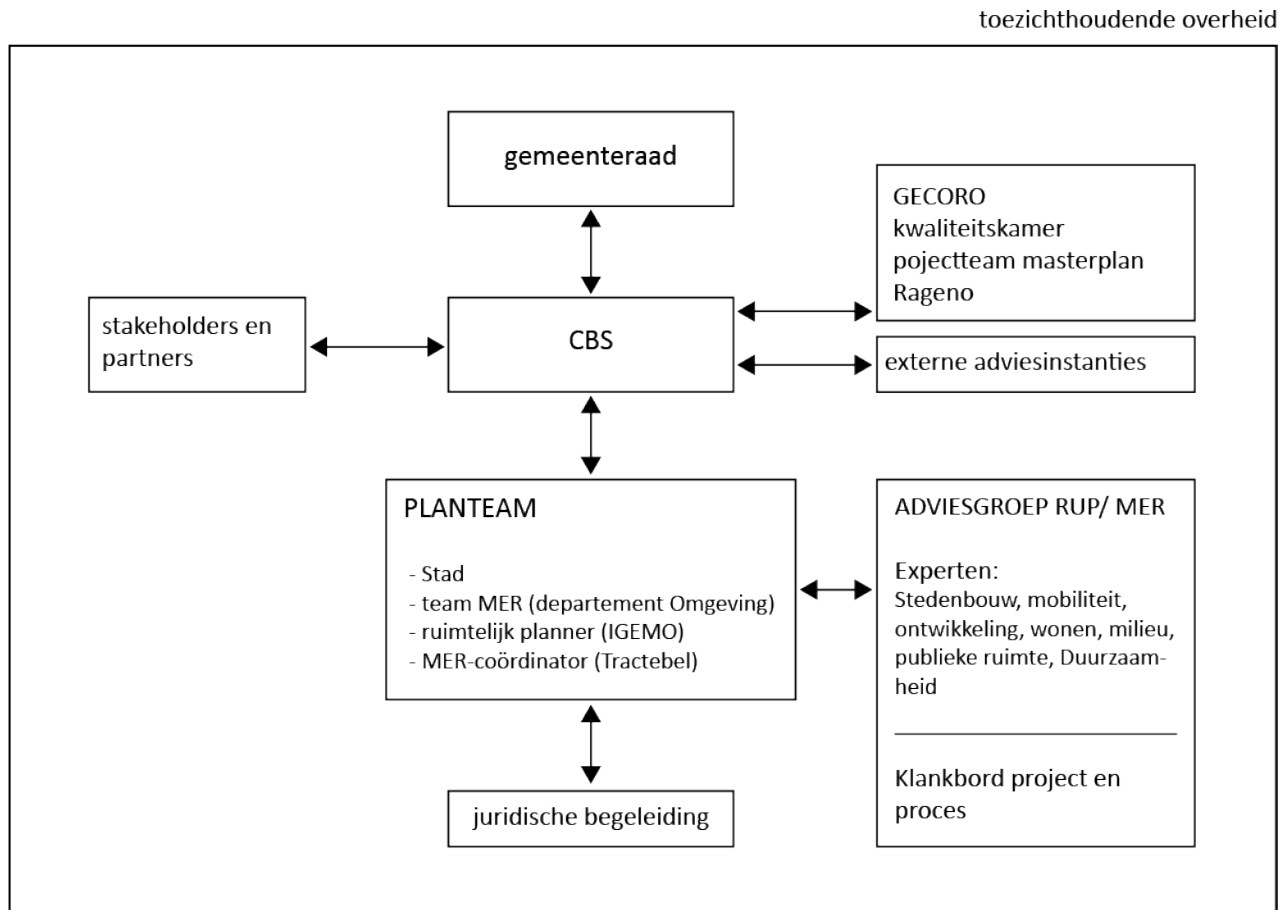 toezichthoudende overheid
gemeenteraad
GECORO
kwaliteitskamer
pojectteam masterplan
Rageno
stakeholders en
partners
CBS
externe adviesinstanties
PLANTEAM
- Stad
- team MER (departement Omgeving)
- ruimtelijk planner (IGEMO)
- MER-coördinator (Tractebel)
ADVIESGROEP RUP/ MER
Experten:
Stedenbouw, mobiliteit,
ontwikkeling, wonen, milieu,
publieke ruimte, Duurzaam-
heid
Klankbord project en
proces
juridische begeleiding